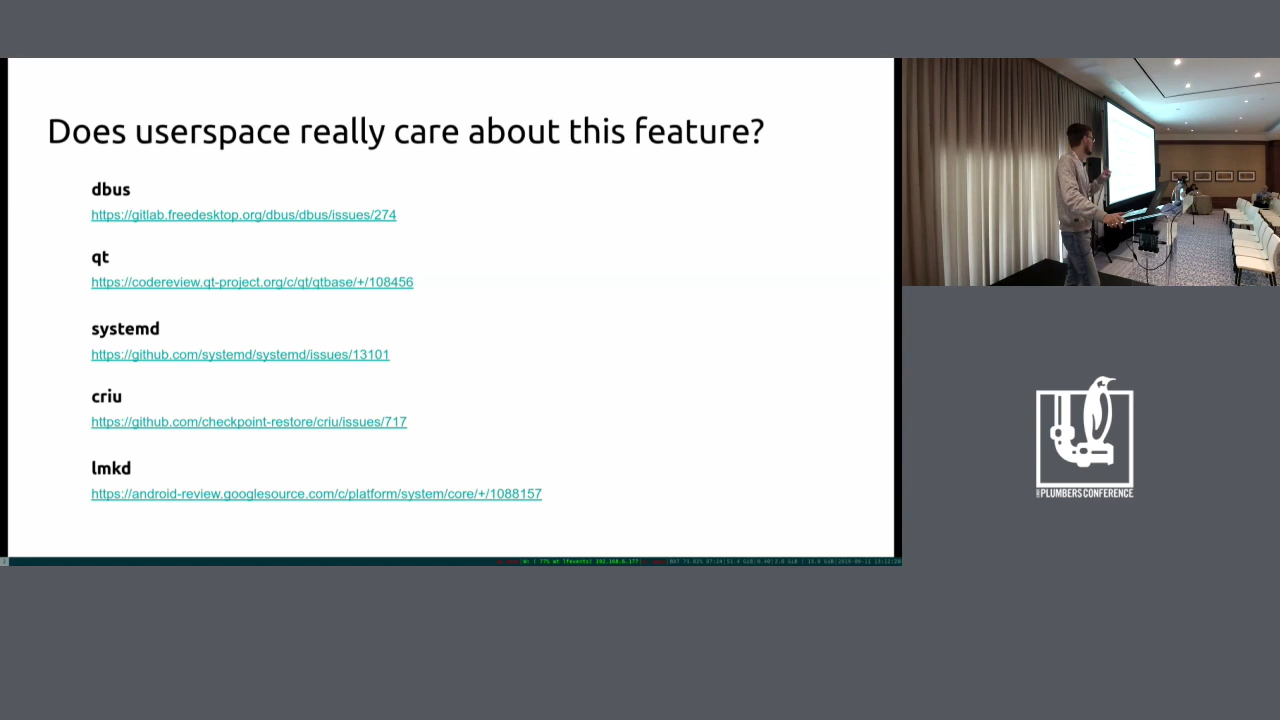 Does userspace really care about this feature?
dbus
https://gitlab.freedesktop.org/dbus/dbus/issues/274
qt
https://codereview.qt-project.org/c/qt/qtbase/+/108456
systemd
https://github.com/systemd/systemd/issues/13101
criu
https://github.com/checkpoint-restore/criu/issues/717
lmkd
https://android-review.googlesource.com/c/platform/system/core/+/1088157
PLUMBERS CONFERENCE